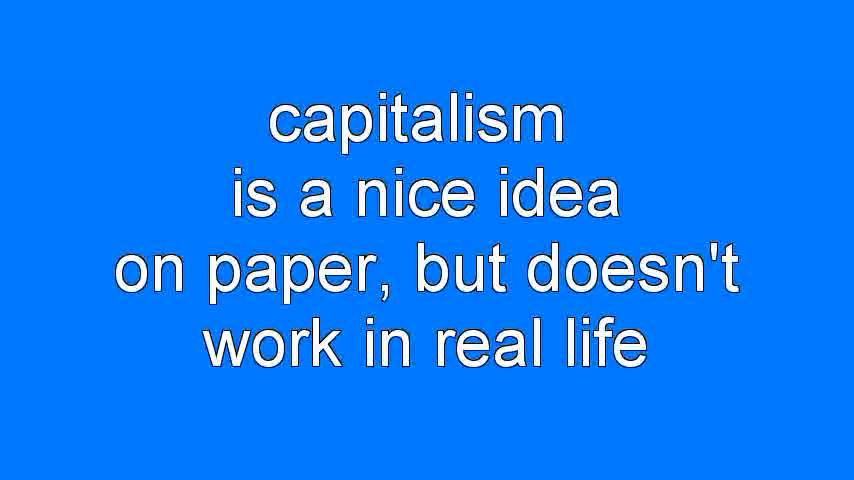 capitalism
is a nice idea
on paper, but doesn't
work in real life